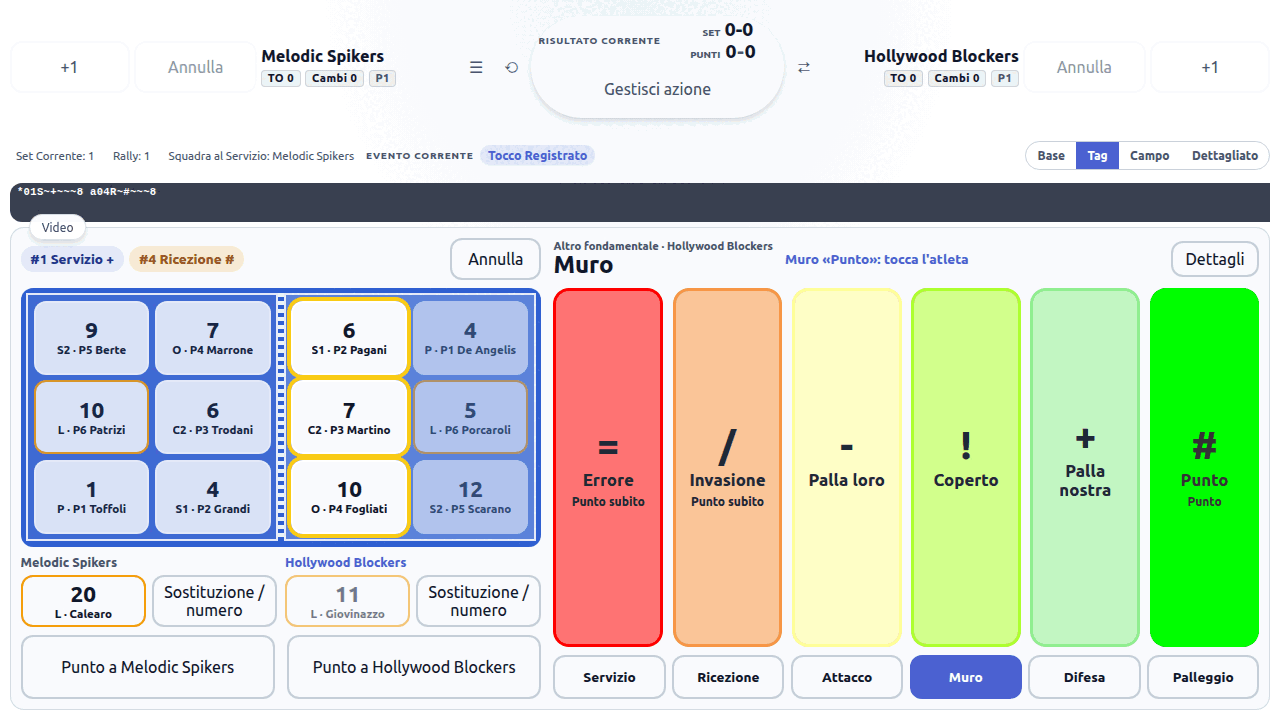 +1
Annulla
Melodic Spikers
TO 0 Cambi 0 P1
☰ ⟲
RISULTATO CORRENTE
SET 0-0
PUNTI 0-0
Gestisci azione
⇄
Hollywood Blockers
TO 0 Cambi 0 P1
Annulla
+1
Set Corrente: 1 Rally: 1 Squadra al Servizio: Melodic Spikers EVENTO CORRENTE Tocco Registrato
Base Tag Campo Dettagliato
*01S~+~~~8 a04R~#~~~8
Video
#1 Servizio + #4 Ricezione #
Annulla
Altro fondamentale · Hollywood Blockers
Muro
Muro «Punto»: tocca l'atleta
Dettagli
9
S2 · P5 Berte
7
O · P4 Marrone
6
S1 · P2 Pagani
4
P · P1 De Angelis
10
L · P6 Patrizi
6
C2 · P3 Trodani
7
C2 · P3 Martino
5
L · P6 Porcaroli
1
P · P1 Toffoli
4
S1 · P2 Grandi
10
O · P4 Fogliati
12
S2 · P5 Scarano
Melodic Spikers
Hollywood Blockers
20
L · Calearo
Sostituzione /
numero
11
L · Giovinazzo
Sostituzione /
numero
Punto a Melodic Spikers
Punto a Hollywood Blockers
=
Errore
Punto subito
/
Invasione
Punto subito
-
Palla loro
!
Coperto
+
Palla
nostra
#
Punto
Punto
Servizio
Ricezione
Attacco
Muro
Difesa
Palleggio